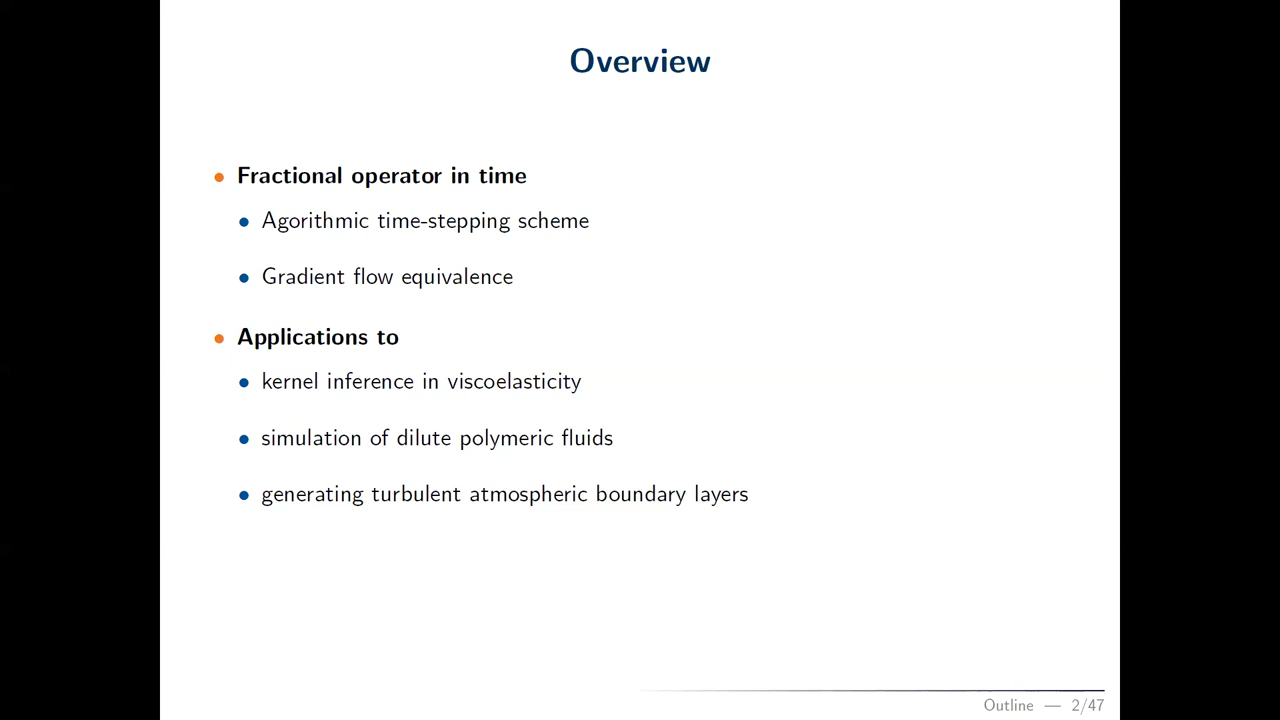 Overview
• Fractional operator in time
• Agorithmic time-stepping scheme
• Gradient flow equivalence
• Applications to
• kernel inference in viscoelasticity
• simulation of dilute polymeric fluids
• generating turbulent atmospheric boundary layers
Outline — 2/47